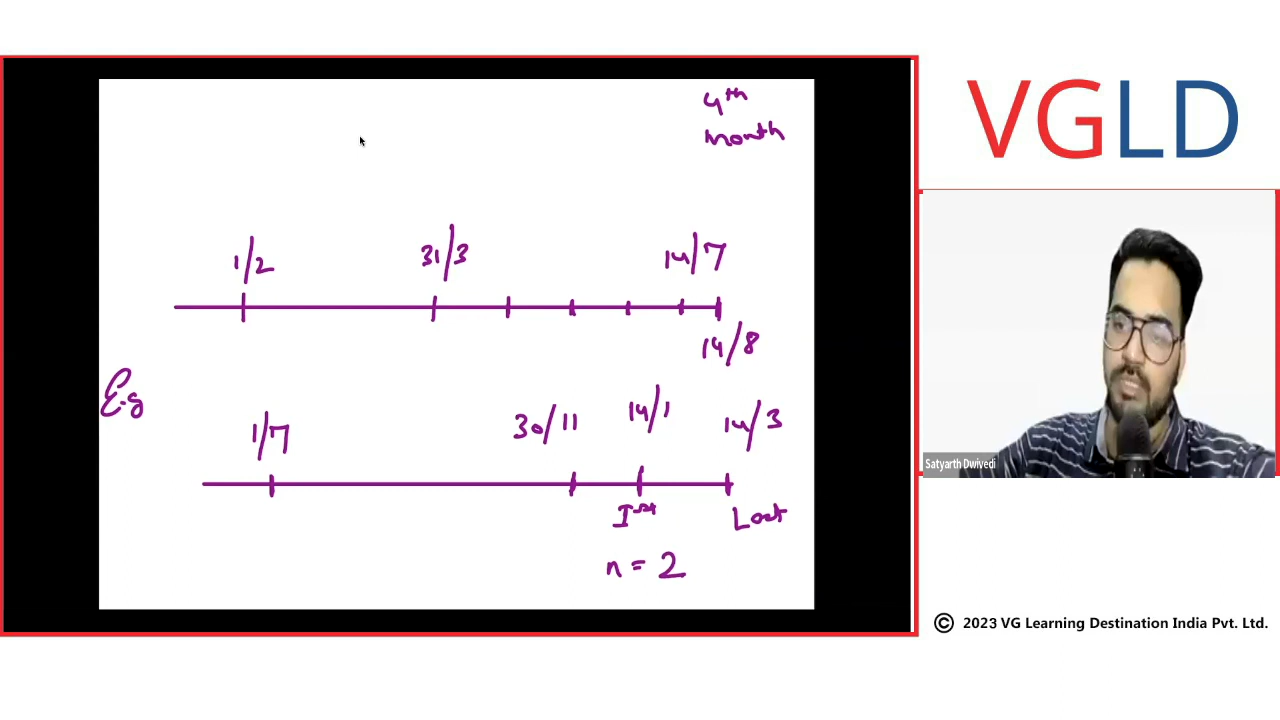 4th
month
1/2
31/3
14/7
14/8
E.g
1/7
30/11
14/1
14/3
Ist
Last
n = 2
VGLD
Satyarth Dwivedi
© 2023 VG Learning Destination India Pvt. Ltd.